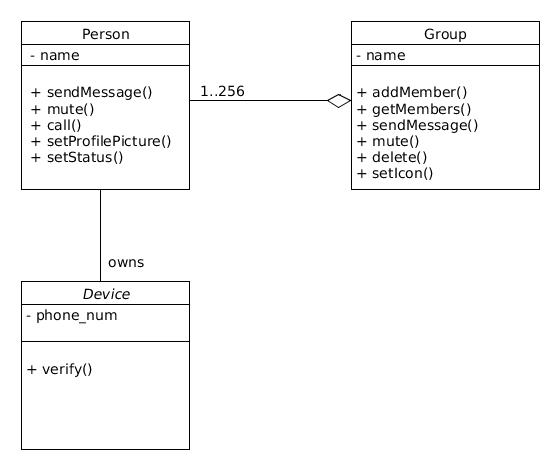 Person
- name
+ sendMessage()
+ mute()
+ call()
+ setProfilePicture()
+ setStatus()
1..256
Group
- name
+ addMember()
+ getMembers()
+ sendMessage()
+ mute()
+ delete()
+ setIcon()
owns
Device
- phone_num
+ verify()